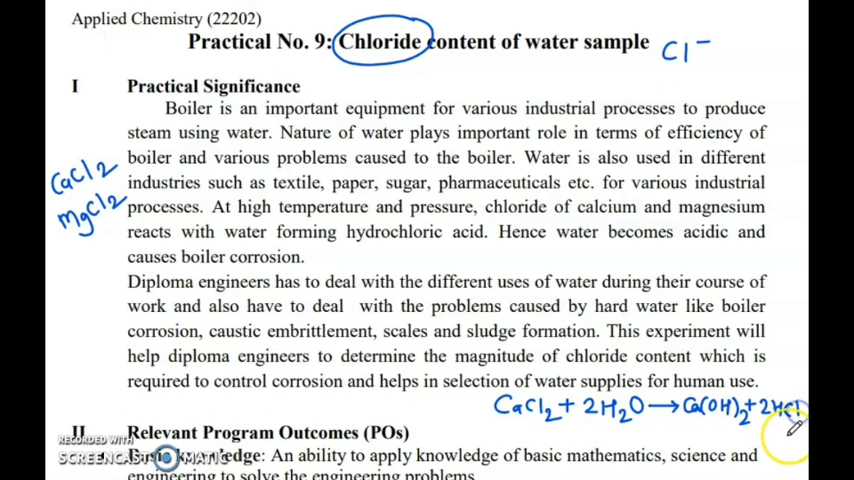 Applied Chemistry (22202)
Practical No. 9: Chloride content of water sample
Cl⁻
I Practical Significance
Boiler is an important equipment for various industrial processes to produce
steam using water. Nature of water plays important role in terms of efficiency of
boiler and various problems caused to the boiler. Water is also used in different
industries such as textile, paper, sugar, pharmaceuticals etc. for various industrial
processes. At high temperature and pressure, chloride of calcium and magnesium
reacts with water forming hydrochloric acid. Hence water becomes acidic and
causes boiler corrosion.
CaCl₂
MgCl₂
Diploma engineers has to deal with the different uses of water during their course of
work and also have to deal with the problems caused by hard water like boiler
corrosion, caustic embrittlement, scales and sludge formation. This experiment will
help diploma engineers to determine the magnitude of chloride content which is
required to control corrosion and helps in selection of water supplies for human use.
CaCl₂ + 2H₂O → Ca(OH)₂ + 2HCl
II Relevant Program Outcomes (POs)
Basic knowledge: An ability to apply knowledge of basic mathematics, science and
engineering to solve the engineering problems.
RECORDED WITH
SCREENCAST MATIC